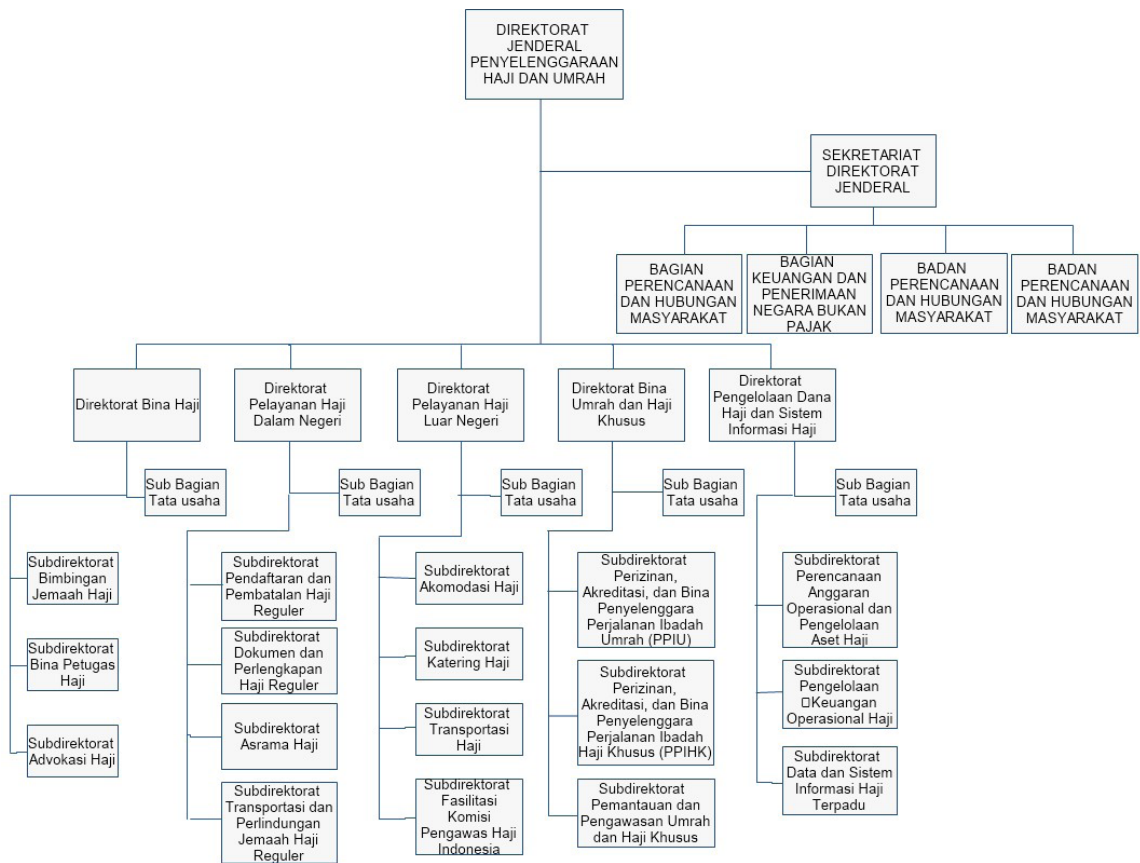 DIREKTORAT
JENDERAL
PENYELENGGARAAN
HAJI DAN UMRAH
SEKRETARIAT
DIREKTORAT
JENDERAL
BAGIAN
PERENCANAAN
DAN HUBUNGAN
MASYARAKAT
BAGIAN
KEUANGAN DAN
PENERIMAAN
NEGARA BUKAN
PAJAK
BADAN
PERENCANAAN
DAN HUBUNGAN
MASYARAKAT
BADAN
PERENCANAAN
DAN HUBUNGAN
MASYARAKAT
Direktorat Bina Haji
Direktorat
Pelayanan Haji
Dalam Negeri
Direktorat
Pelayanan Haji
Luar Negeri
Direktorat Bina
Umrah dan Haji
Khusus
Direktorat
Pengelolaan Dana
Haji dan Sistem
Informasi Haji
Sub Bagian
Tata usaha
Sub Bagian
Tata usaha
Sub Bagian
Tata usaha
Sub Bagian
Tata usaha
Sub Bagian
Tata usaha
Subdirektorat
Bimbingan
Jemaah Haji
Subdirektorat
Bina Petugas
Haji
Subdirektorat
Advokasi Haji
Subdirektorat
Pendaftaran dan
Pembatalan Haji
Reguler
Subdirektorat
Dokumen dan
Perlengkapan
Haji Reguler
Asubdirektorat
Asrama Haji
Subdirektorat
Transportasi dan
Perlindungan
Jemaah Haji
Reguler
Subdirektorat
Akomodasi Haji
Subdirektorat
Katering Haji
Subdirektorat
Transportasi
Haji
Subdirektorat
Fasilitasi
Komisi
Pengawas Haji
Indonesia
Subdirektorat
Perizinan,
Akreditasi, dan Bina
Penyelenggara
Perjalanan Ibadah
Umrah (PPIU)
Subdirektorat
Perizinan,
Akreditasi, dan Bina
Penyelenggara
Perjalanan Ibadah
Haji Khusus (PPIHK)
Subdirektorat
Pemantauan dan
Pengawasan Umrah
dan Haji Khusus
Subdirektorat
Perencanaan
Anggaran
Operasional dan
Pengelolaan
Aset Haji
Subdirektorat
Pengelolaan
□Keuangan
Operasional Haji
Subdirektorat
Data dan Sistem
Informasi Haji
Terpadu